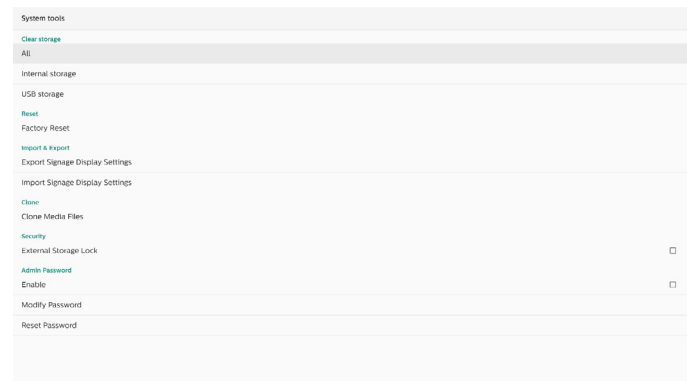 System tools
Clear storage
All
Internal storage
USB storage
Reset
Factory Reset
Import & Export
Export Signage Display Settings
Import Signage Display Settings
Clone
Clone Media Files
Security
External Storage Lock
Admin Password
Enable
Modify Password
Reset Password